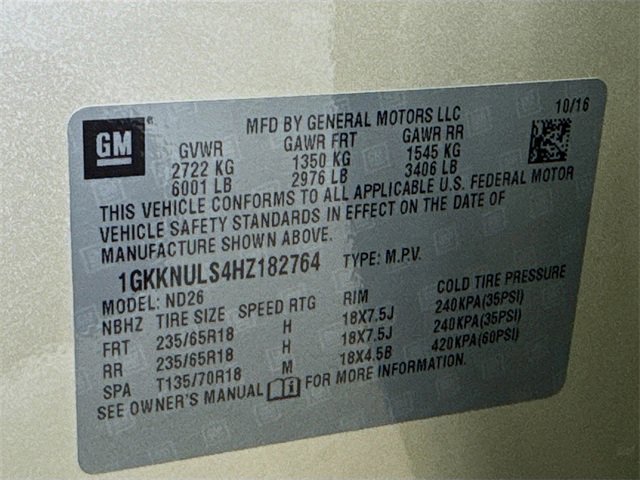 GM
MFD BY GENERAL MOTORS LLC 10/16
GVWR GAWR FRT GAWR RR
2722 KG 1350 KG 1545 KG
6001 LB 2976 LB 3406 LB
THIS VEHICLE CONFORMS TO ALL APPLICABLE U.S. FEDERAL MOTOR
VEHICLE SAFETY STANDARDS IN EFFECT ON THE DATE OF
MANUFACTURE SHOWN ABOVE.
1GKKNULS4HZ182764 TYPE: M.P.V.
MODEL: ND26
NBHZ TIRE SIZE SPEED RTG RIM COLD TIRE PRESSURE
FRT 235/65R18 H 18X7.5J 240KPA(35PSI)
RR 235/65R18 H 18X7.5J 240KPA(35PSI)
SPA T135/70R18 M 18X4.5B 420KPA(60PSI)
SEE OWNER'S MANUAL FOR MORE INFORMATION.